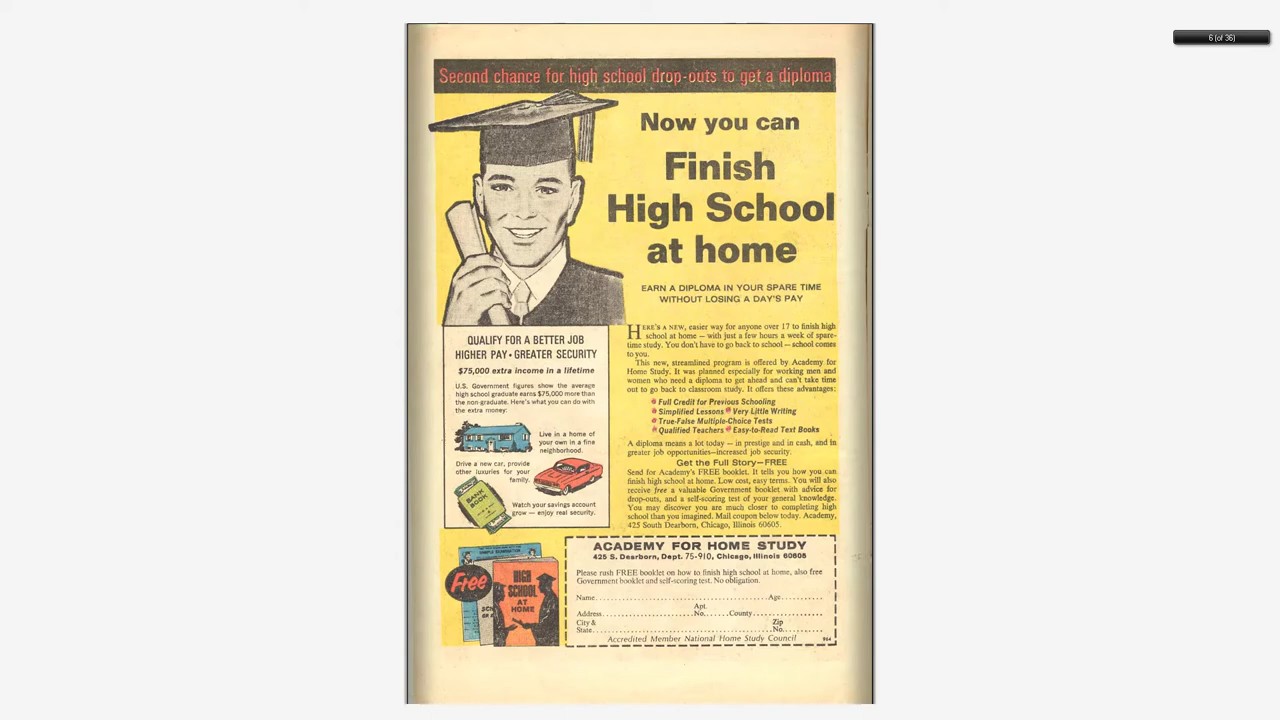 6 (of 36)
Second chance for high school drop-outs to get a diploma
Now you can
Finish
High School
at home
EARN A DIPLOMA IN YOUR SPARE TIME
WITHOUT LOSING A DAY'S PAY
QUALIFY FOR A BETTER JOB
HIGHER PAY • GREATER SECURITY
$75,000 extra income in a lifetime
U.S. Government figures show the average
high school graduate earns $75,000 more than
the non-graduate. Here's what you can do with
the extra money:
Live in a home of
your own in a fine
neighborhood.
Drive a new car, provide
other luxuries for your
family.
BANK
BOOK
Watch your savings account
grow — enjoy real security.
HERE'S A NEW, easier way for anyone over 17 to finish high
school at home — with just a few hours a week of spare-
time study. You don't have to go back to school — school comes
to you.
This new, streamlined program is offered by Academy for
Home Study. It was planned especially for working men and
women who need a diploma to get ahead and can't take time
out to go back to classroom study. It offers these advantages:
Full Credit for Previous Schooling
Simplified Lessons Very Little Writing
True-False Multiple-Choice Tests
Qualified Teachers Easy-to-Read Text Books
A diploma means a lot today — in prestige and in cash, and in
greater job opportunities—increased job security.
Get the Full Story—FREE
Send for Academy's FREE booklet. It tells you how you can
finish high school at home. Low cost, easy terms. You will also
receive free a valuable Government booklet with advice for
drop-outs, and a self-scoring test of your general knowledge.
You may discover you are much closer to completing high
school than you imagined. Mail coupon below today. Academy,
425 South Dearborn, Chicago, Illinois 60605.
Free
HIGH
SCHOOL
AT
HOME
ACADEMY FOR HOME STUDY
425 S. Dearborn, Dept. 75-910, Chicago, Illinois 60605
Please rush FREE booklet on how to finish high school at home, also free
Government booklet and self-scoring test. No obligation.
Name Age
Apt.
Address No. County
City & Zip
State No.
Accredited Member National Home Study Council 964